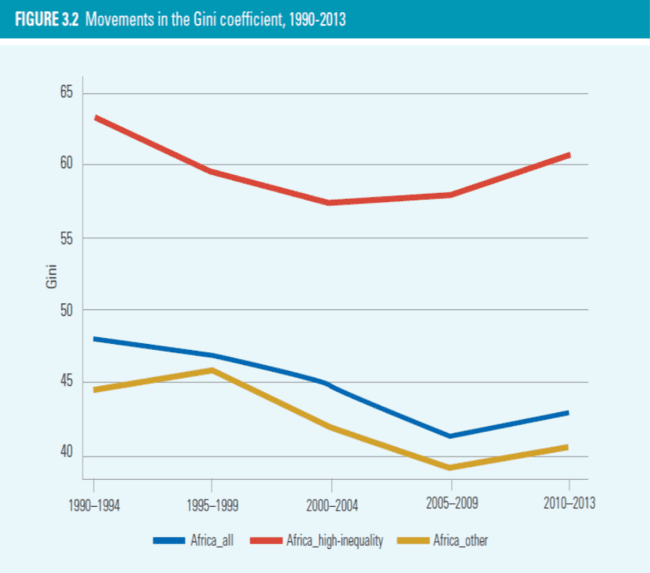 FIGURE 3.2 Movements in the Gini coefficient, 1990-2013
65
60
55
50
45
40
Gini
1990–1994 1995–1999 2000–2004 2005–2009 2010–2013
Africa_all Africa_high-inequality Africa_other